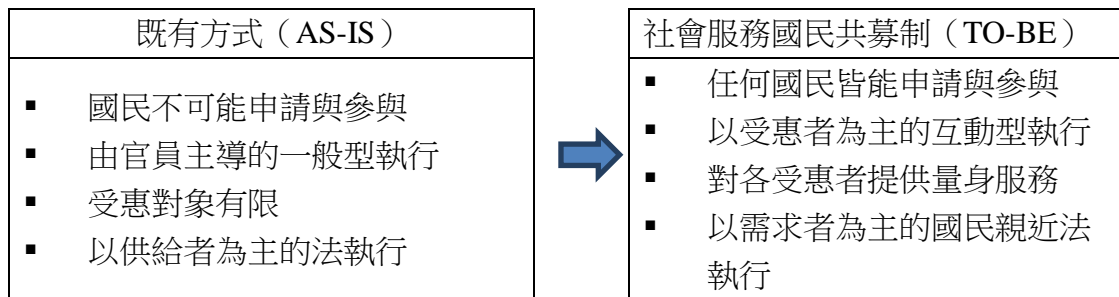 既有方式（AS-IS）
▪ 國民不可能申請與參與
▪ 由官員主導的一般型執行
▪ 受惠對象有限
▪ 以供給者為主的法執行
社會服務國民共募制（TO-BE）
▪ 任何國民皆能申請與參與
▪ 以受惠者為主的互動型執行
▪ 對各受惠者提供量身服務
▪ 以需求者為主的國民親近法
執行